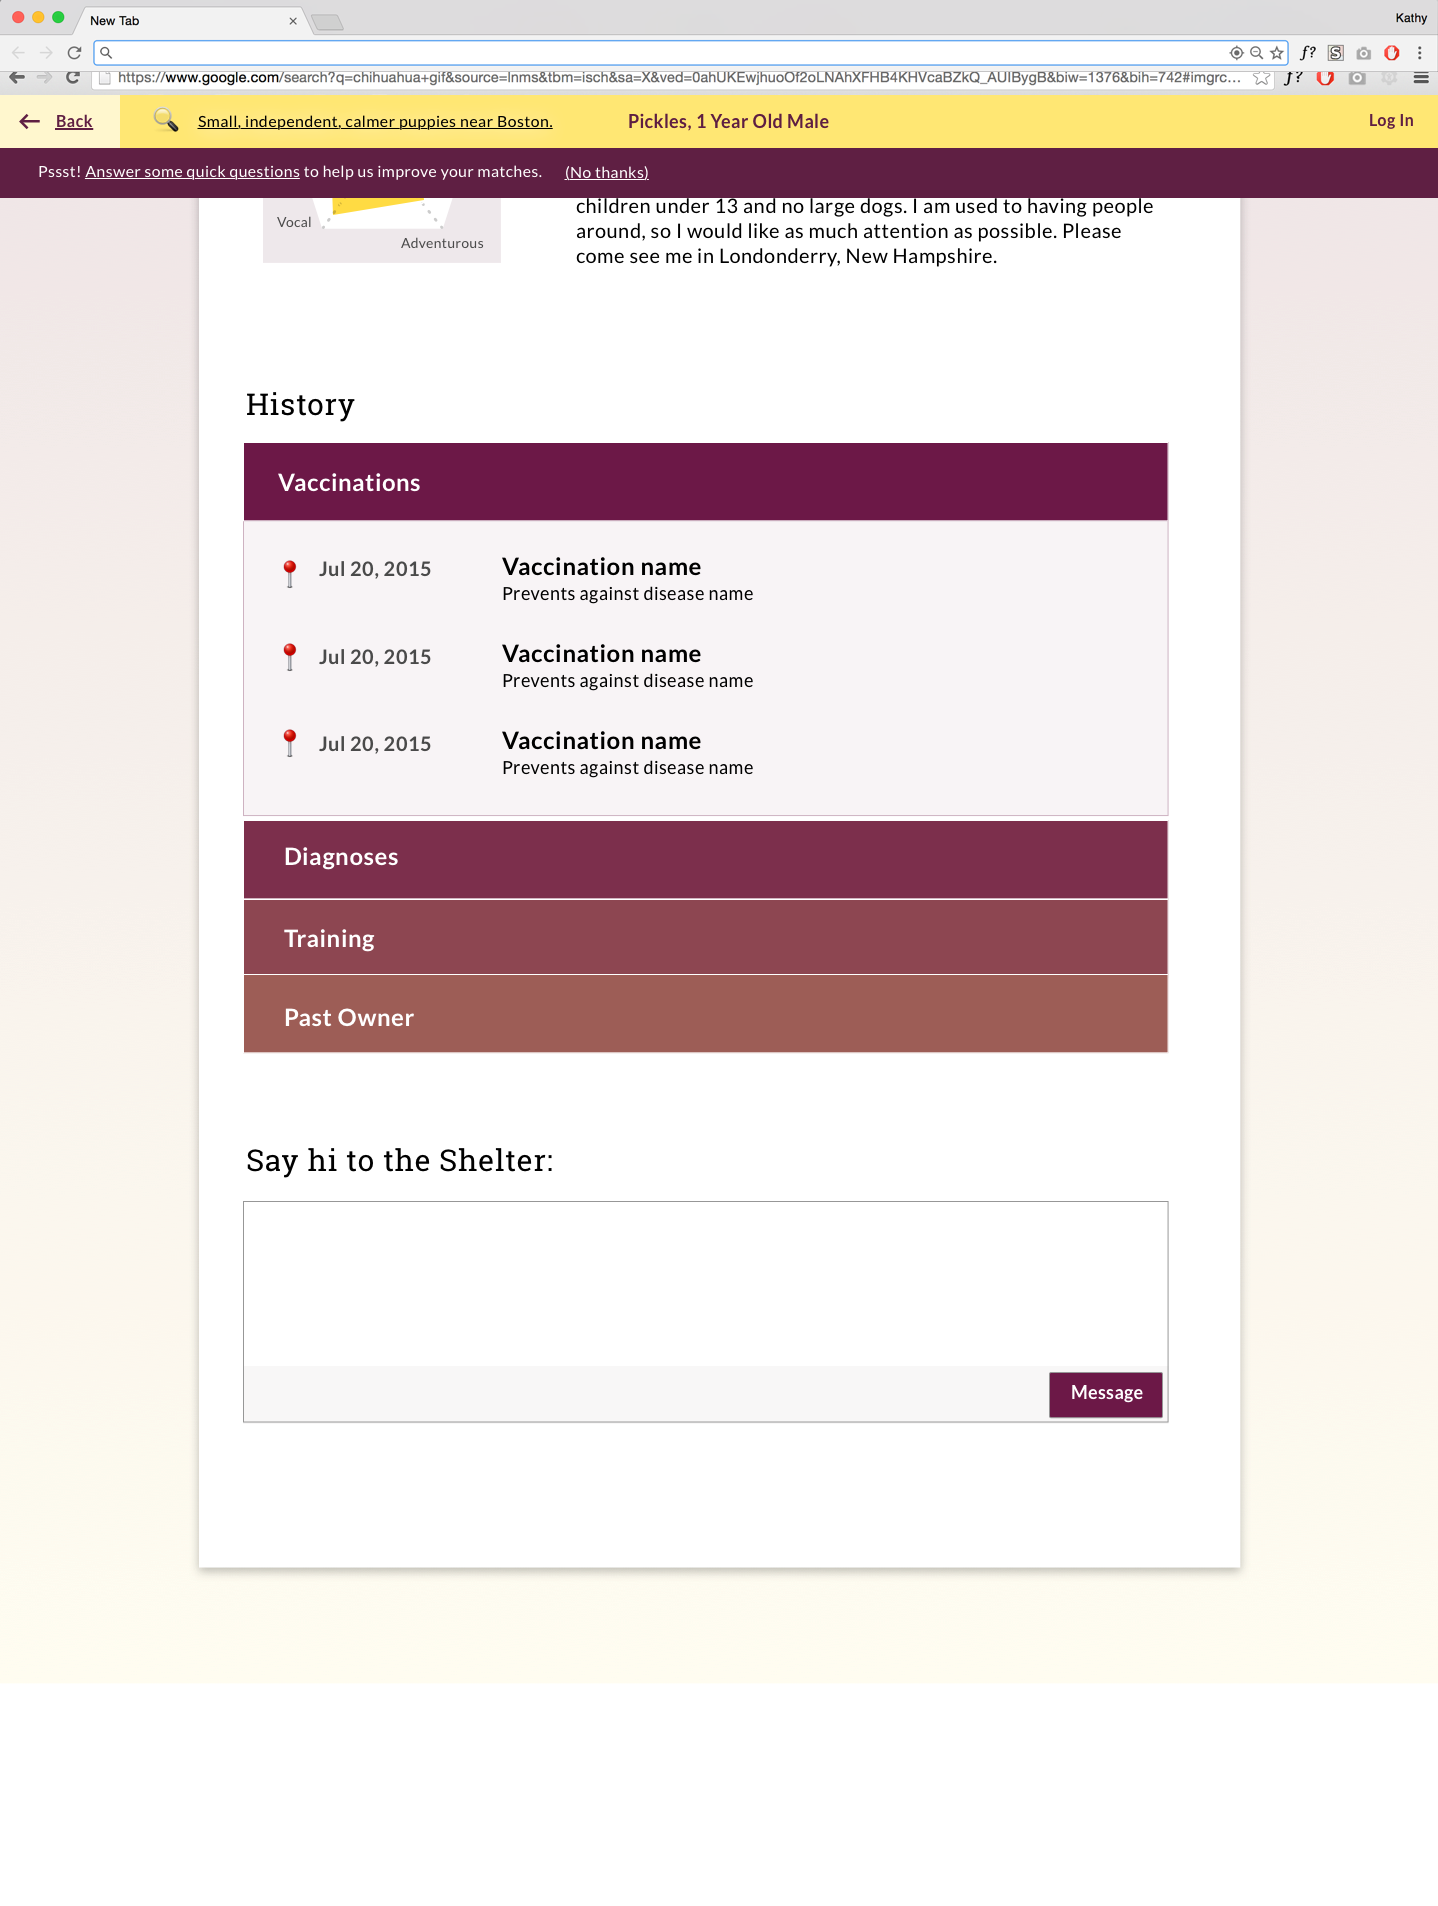 New Tab
Kathy
f?
https://www.google.com/search?q=chihuahua+gif&source=lnms&tbm=isch&sa=X&ved=0ahUKEwjhuoOf2oLNAhXFHB4KHVcaBZkQ_AUIBygB&biw=1376&bih=742#imgrc...
f?
Back
Small, independent, calmer puppies near Boston.
Pickles, 1 Year Old Male
Log In
Pssst! Answer some quick questions to help us improve your matches.
(No thanks)
Vocal
Adventurous
children under 13 and no large dogs. I am used to having people
around, so I would like as much attention as possible. Please
come see me in Londonderry, New Hampshire.
History
Vaccinations
Jul 20, 2015
Vaccination name
Prevents against disease name
Jul 20, 2015
Vaccination name
Prevents against disease name
Jul 20, 2015
Vaccination name
Prevents against disease name
Diagnoses
Training
Past Owner
Say hi to the Shelter:
Message